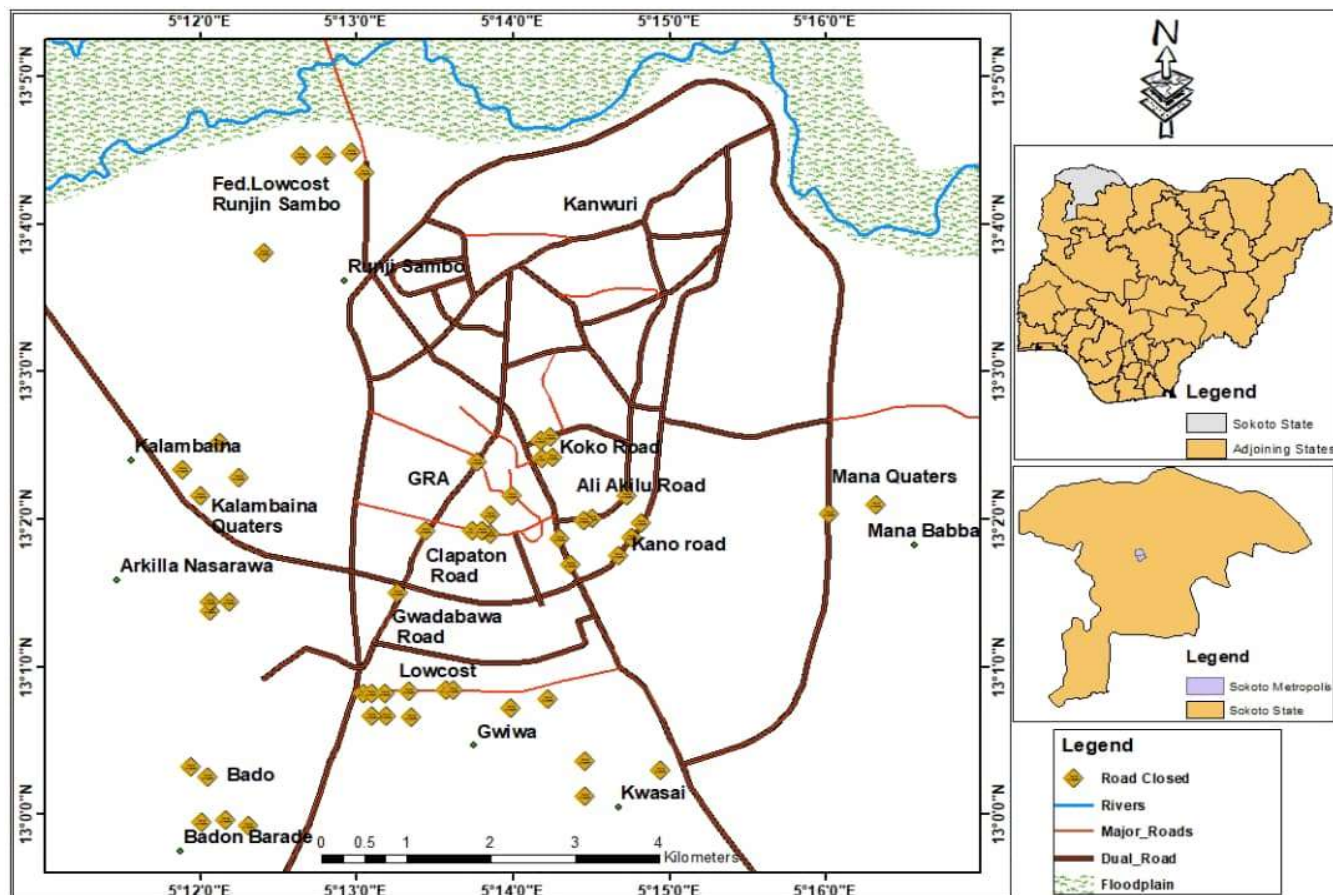 5°12'0"E
5°13'0"E
5°14'0"E
5°15'0"E
5°16'0"E
13°5'0"N
13°4'0"N
13°3'0"N
13°2'0"N
13°1'0"N
13°0'0"N
Fed.Lowcost
Runjin Sambo
Kanwuri
Runji Sambo
Kalambaina
Koko Road
GRA
Ali Akilu Road
Mana Quaters
Kalambaina
Quaters
Mana Babba
Kano road
Clapaton
Road
Arkilla Nasarawa
Gwadabawa
Road
Lowcost
Gwiwa
Bado
Kwasai
Badon Barade
0 0.5 1 2 3 4
Kilometers
5°12'0"E
5°13'0"E
5°14'0"E
5°15'0"E
5°16'0"E
13°5'0"N
13°4'0"N
13°3'0"N
13°2'0"N
13°1'0"N
13°0'0"N
N
Legend
Sokoto State
Adjoining States
Legend
Sokoto Metropolis
Sokoto State
Legend
Road Closed
Rivers
Major_Roads
Dual_Road
Floodplain